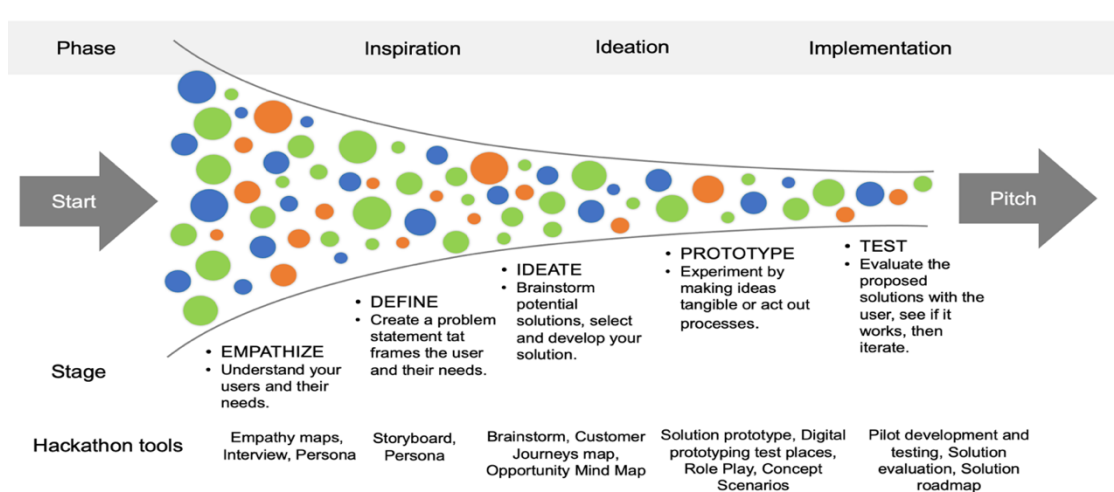 Phase Inspiration Ideation Implementation
Start
Pitch
• EMPATHIZE
• Understand your
users and their
needs.
• DEFINE
• Create a problem
statement tat
frames the user
and their needs.
• IDEATE
• Brainstorm
potential
solutions, select
and develop your
solution.
• PROTOTYPE
• Experiment by
making ideas
tangible or act out
processes.
• TEST
• Evaluate the
proposed
solutions with the
user, see if it
works, then
iterate.
Stage
Hackathon tools
Empathy maps,
Interview, Persona
Storyboard,
Persona
Brainstorm, Customer
Journeys map,
Opportunity Mind Map
Solution prototype, Digital
prototyping test places,
Role Play, Concept
Scenarios
Pilot development and
testing, Solution
evaluation, Solution
roadmap